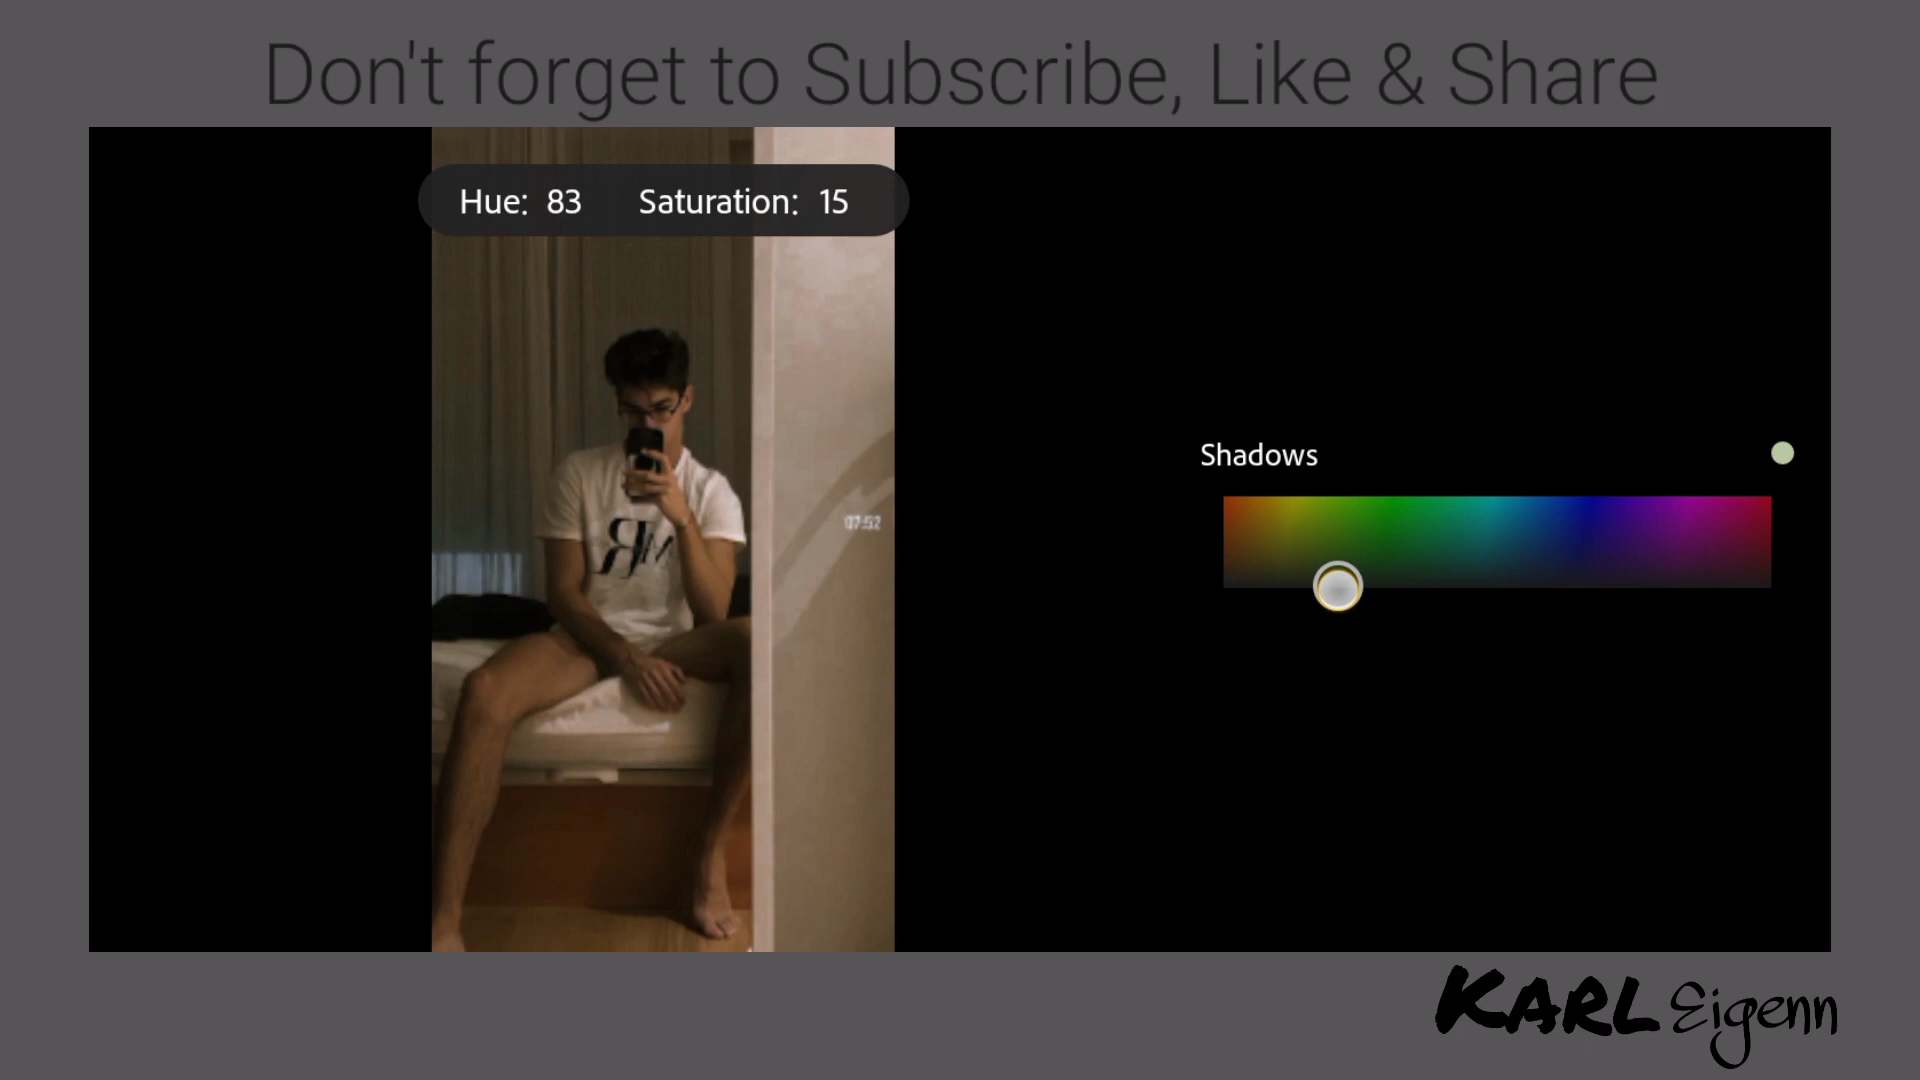 Don't forget to Subscribe, Like & Share
Hue: 83 Saturation: 15
Shadows
07:52
KARL Eigenn